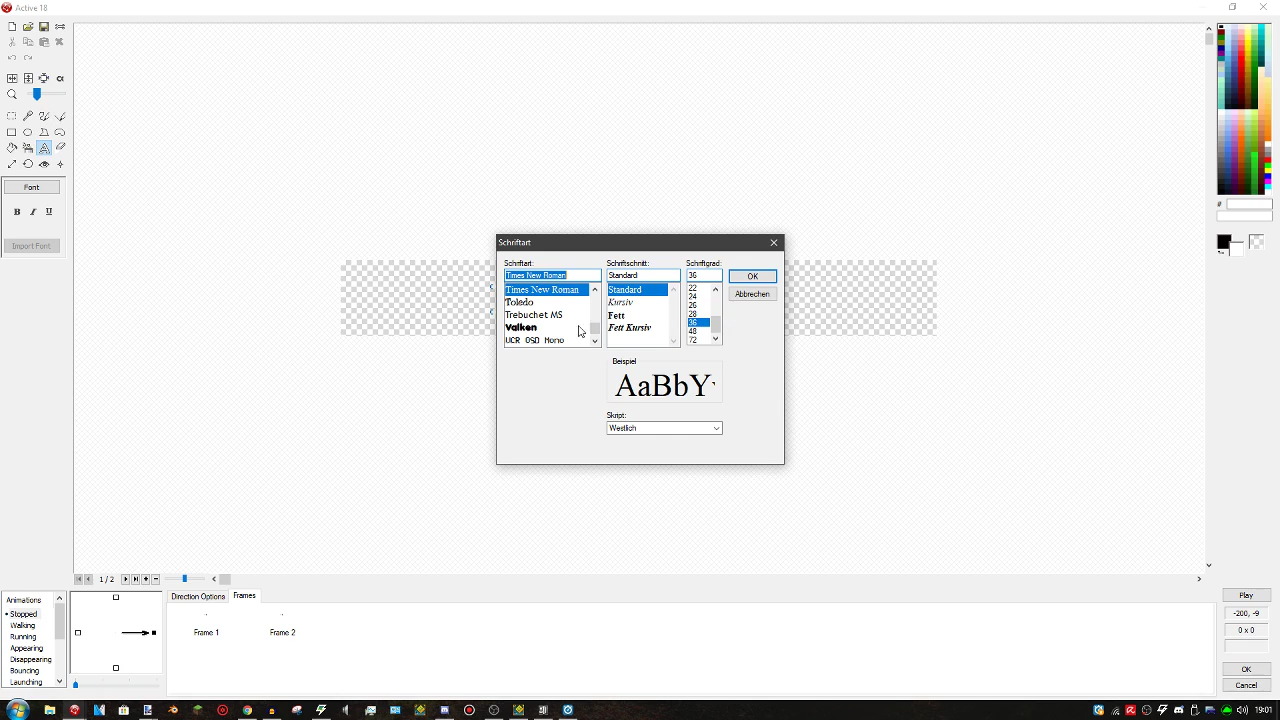 Active 18
Font
B I U
Import Font
Schriftart
Schriftart: Schriftschnitt: Schriftgrad:
Times New Roman Standard 36 OK
Times New Roman Standard 22
Toledo Kursiv 24
Trebuchet MS Fett 26
Valken Fett Kursiv 28
VCR OSD Mono 36
48
72
Abbrechen
Beispiel
AaBbY
Skript:
Westlich
#
1 / 2
Animations
Stopped
Walking
Running
Appearing
Disappearing
Bouncing
Launching
Direction Options Frames
Frame 1 Frame 2
Play
-200, -9
0 x 0
OK
Cancel
19:01